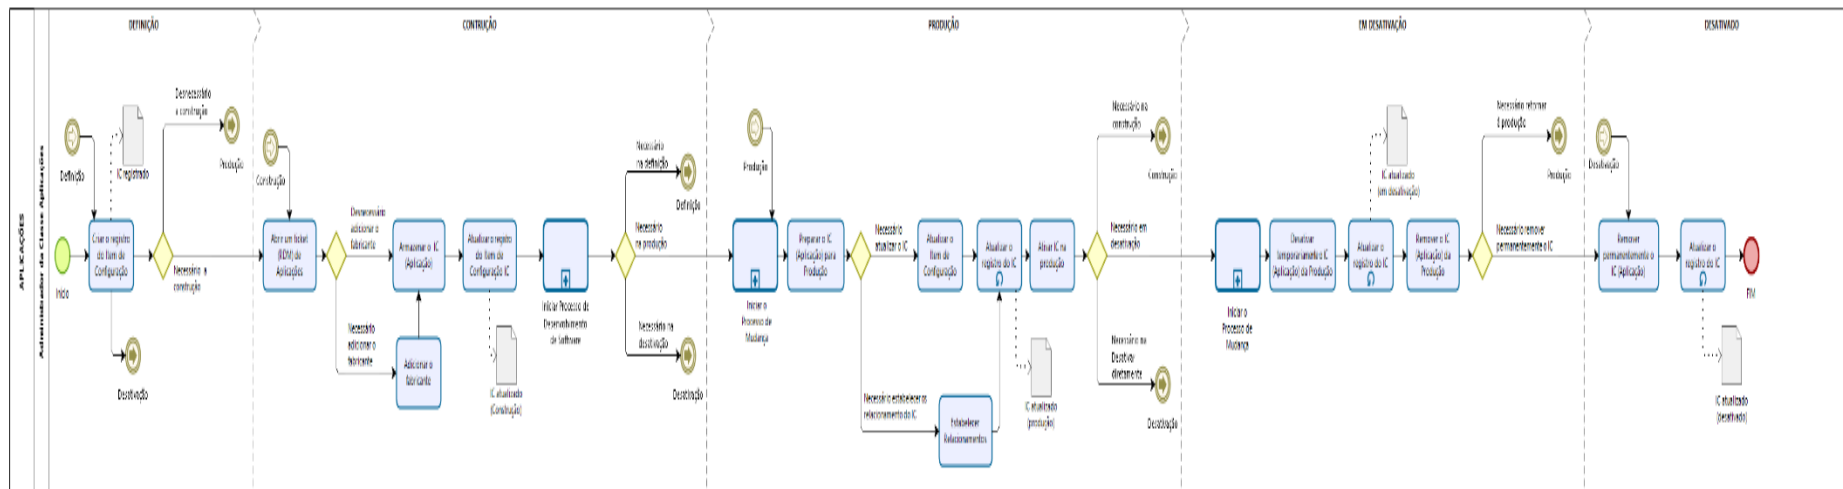 APLICAÇÕES
Administrador da Classe Aplicações
DEFINIÇÃO
Início
Definição
Criar o registro
do Item de
Configuração
IC registrado
Desnecessário
a construção
Produção
Necessário a
construção
Desativação
CONTRUÇÃO
Construção
Abrir um ticket
(RDM) de
Aplicações
Desnecessário
adicionar o
fabricante
Necessário
adicionar o
fabricante
Armazenar o IC
(Aplicação)
Adicionar o
fabricante
Atualizar o registro
do Item de
Configuração IC
IC atualizado
(Construção)
Iniciar Processo de
Desenvolvimento
de Software
Necessário
na definição
Definição
Necessário
na produção
Necessário na
desativação
Desativação
PRODUÇÃO
Produção
Iniciar o
Processo de
Mudança
Preparar o IC
(Aplicação) para
Produção
Necessário
atualizar o IC
Necessário estabelecer os
relacionamento do IC
Atualizar o
Item de
Configuração
Estabelecer
Relacionamentos
Atualizar o
registro do IC
IC atualizado
(produção)
Ativar IC na
produção
Necessário na
construção
Construção
Necessário em
desativação
Necessário na
Desativar
diretamente
Desativação
EM DESATIVAÇÃO
Iniciar o
Processo de
Mudança
Desativar
temporariamente o IC
(Aplicação) da Produção
Atualizar o
registro do IC
IC atualizado
(em desativação)
Remover o IC
(Aplicação) da
Produção
Necessário retornar
à produção
Produção
Necessário remover
permanentemente o IC
DESATIVADO
Desativação
Remover
permanentemente o
IC (Aplicação)
Atualizar o
registro do IC
IC atualizado
(desativado)
FIM